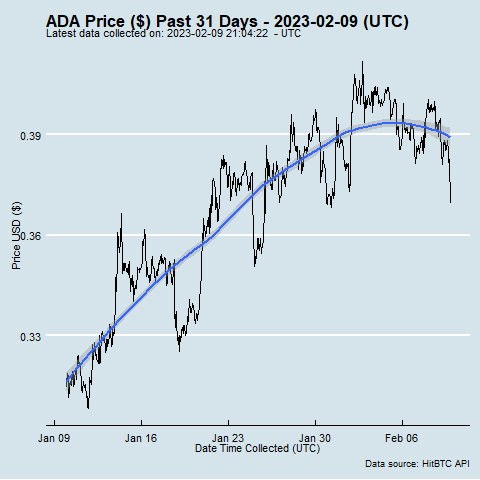 ADA Price ($) Past 31 Days - 2023-02-09 (UTC)
Latest data collected on: 2023-02-09 21:04:22 - UTC
0.39
0.36
0.33
Price USD ($)
Jan 09 Jan 16 Jan 23 Jan 30 Feb 06
Date Time Collected (UTC)
Data source: HitBTC API